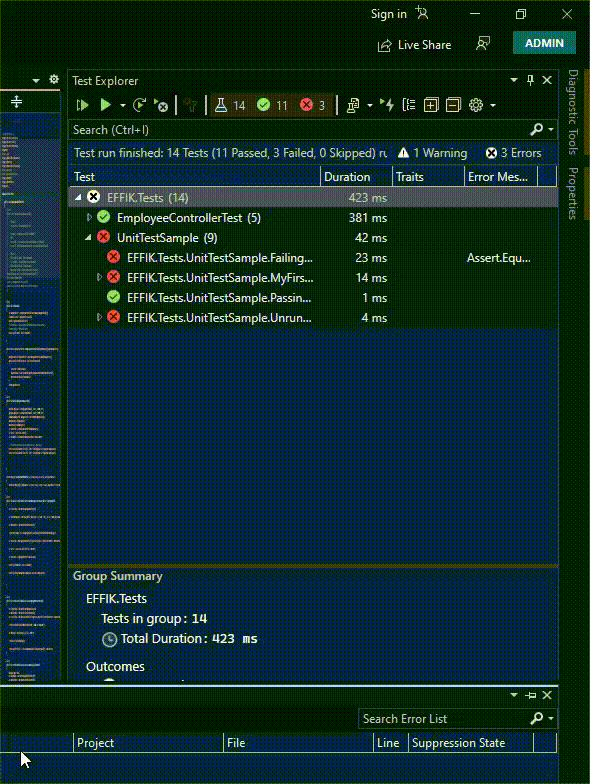 Sign in
Live Share
ADMIN
Test Explorer
14 11 3
Search (Ctrl+I)
Test run finished: 14 Tests (11 Passed, 3 Failed, 0 Skipped) ru 1 Warning 3 Errors
Test Duration Traits Error Mes...
EFFIK.Tests (14) 423 ms
EmployeeControllerTest (5) 381 ms
UnitTestSample (9) 42 ms
EFFIK.Tests.UnitTestSample.Failing... 23 ms Assert.Equ...
EFFIK.Tests.UnitTestSample.MyFirs... 14 ms
EFFIK.Tests.UnitTestSample.Passin... 1 ms
EFFIK.Tests.UnitTestSample.Unrun... 4 ms
Group Summary
EFFIK.Tests
Tests in group: 14
Total Duration: 423 ms
Outcomes
Diagnostic Tools
Properties
Search Error List
Project File Line Suppression State